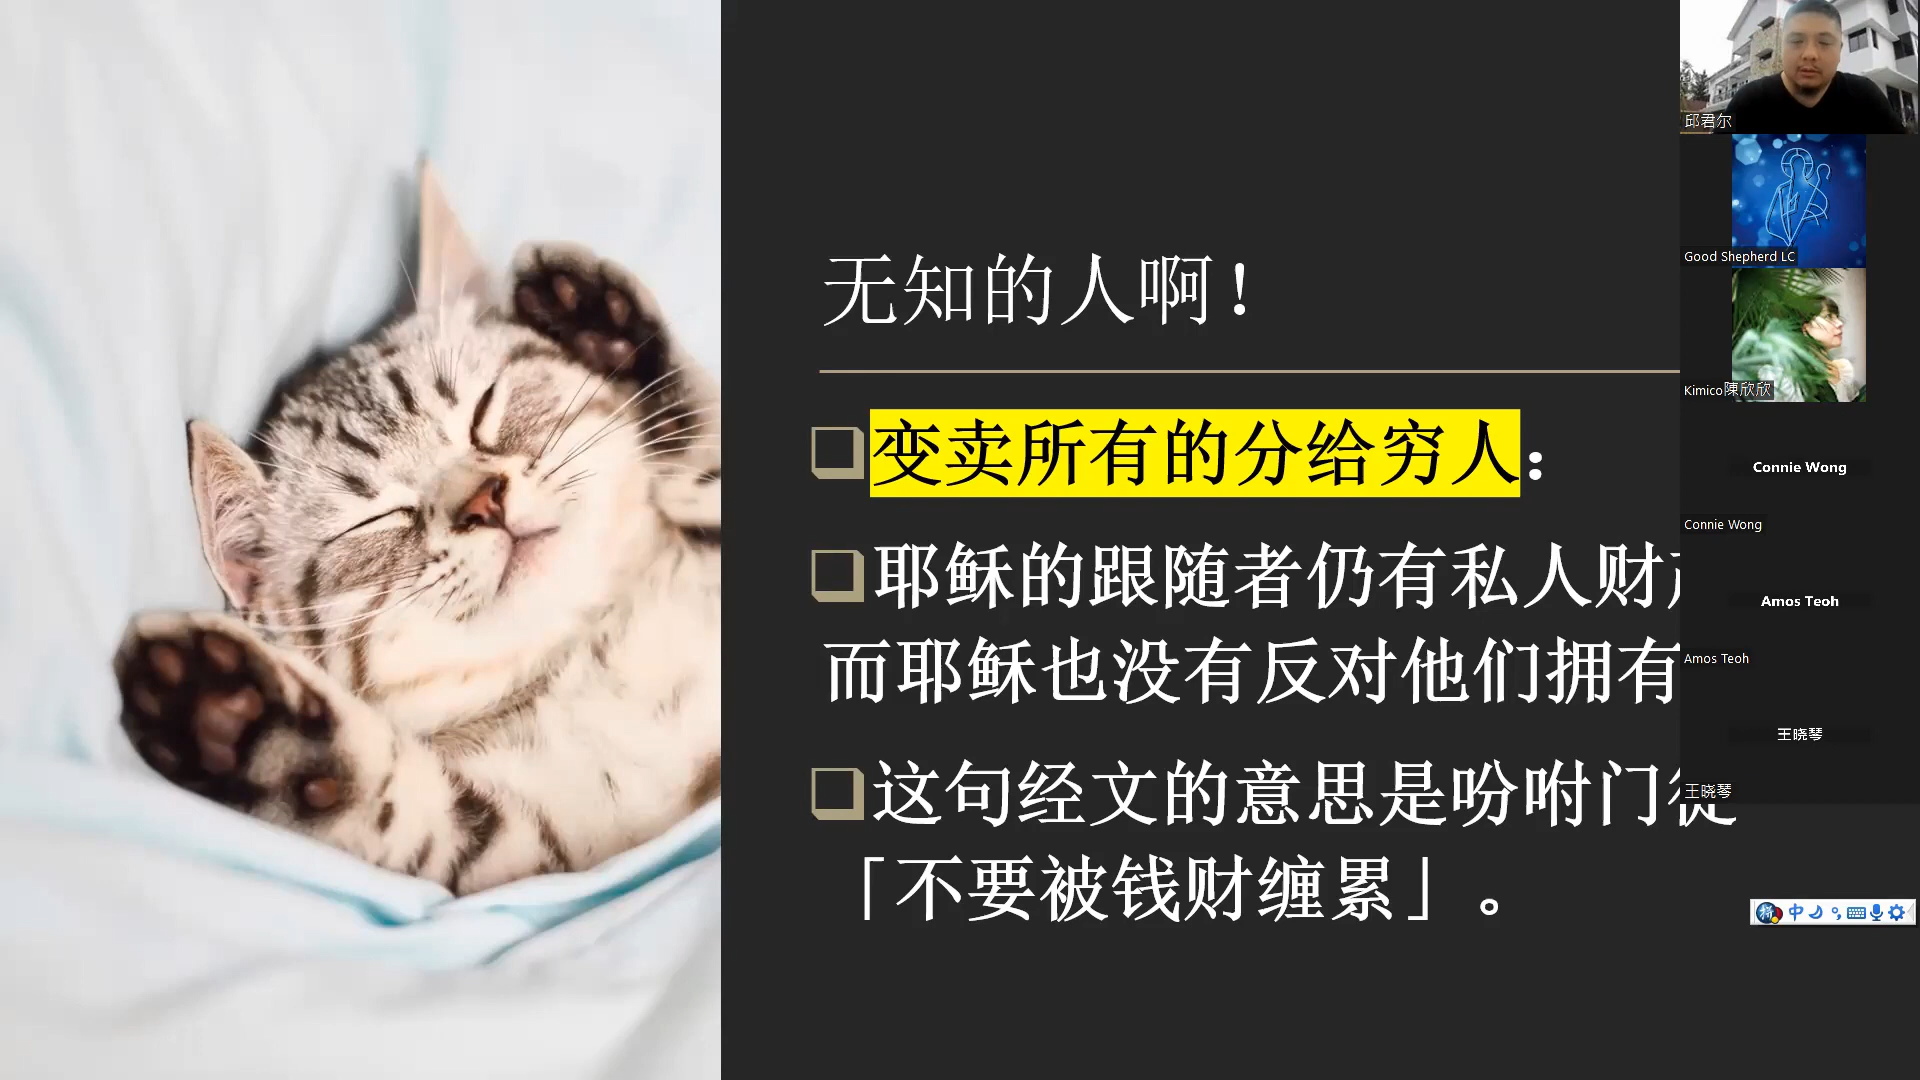 无知的人啊！
变卖所有的分给穷人：
耶稣的跟随者仍有私人财
而耶稣也没有反对他们拥有
这句经文的意思是吩咐门徒
「不要被钱财缠累」。
邱君尔
Good Shepherd LC
Kimico陳欣欣
Connie Wong
Connie Wong
Amos Teoh
Amos Teoh
王晓琴
王晓琴
拼 中